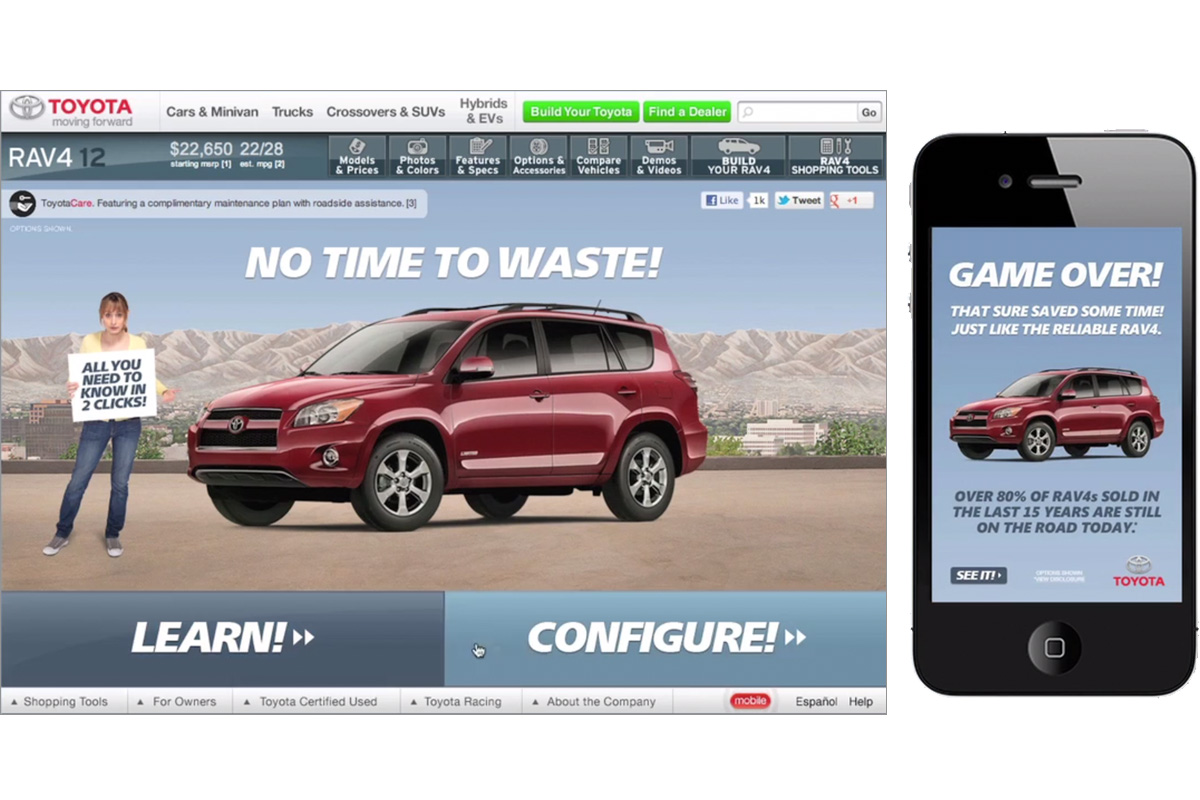 TOYOTA
moving forward
Cars & Minivan
Trucks
Crossovers & SUVs
Hybrids
& EVs
Build Your Toyota
Find a Dealer
Go
RAV4 12
$22,650
starting msrp [1]
22/28
est. mpg [2]
Models
& Prices
Photos
& Colors
Features
& Specs
Options &
Accessories
Compare
Vehicles
Demos
& Videos
BUILD
YOUR RAV4
RAV4
SHOPPING TOOLS
ToyotaCare. Featuring a complimentary maintenance plan with roadside assistance. [3]
Like
1k
Tweet
+1
OPTIONS SHOWN.
NO TIME TO WASTE!
ALL YOU
NEED TO
KNOW IN
2 CLICKS!
LIMITED
LEARN!
CONFIGURE!
Shopping Tools
For Owners
Toyota Certified Used
Toyota Racing
About the Company
mobile
Español
Help
GAME OVER!
THAT SURE SAVED SOME TIME!
JUST LIKE THE RELIABLE RAV4.
OVER 80% OF RAV4s SOLD IN
THE LAST 15 YEARS ARE STILL
ON THE ROAD TODAY.*
SEE IT!
OPTIONS SHOWN
*VIEW DISCLOSURE
TOYOTA